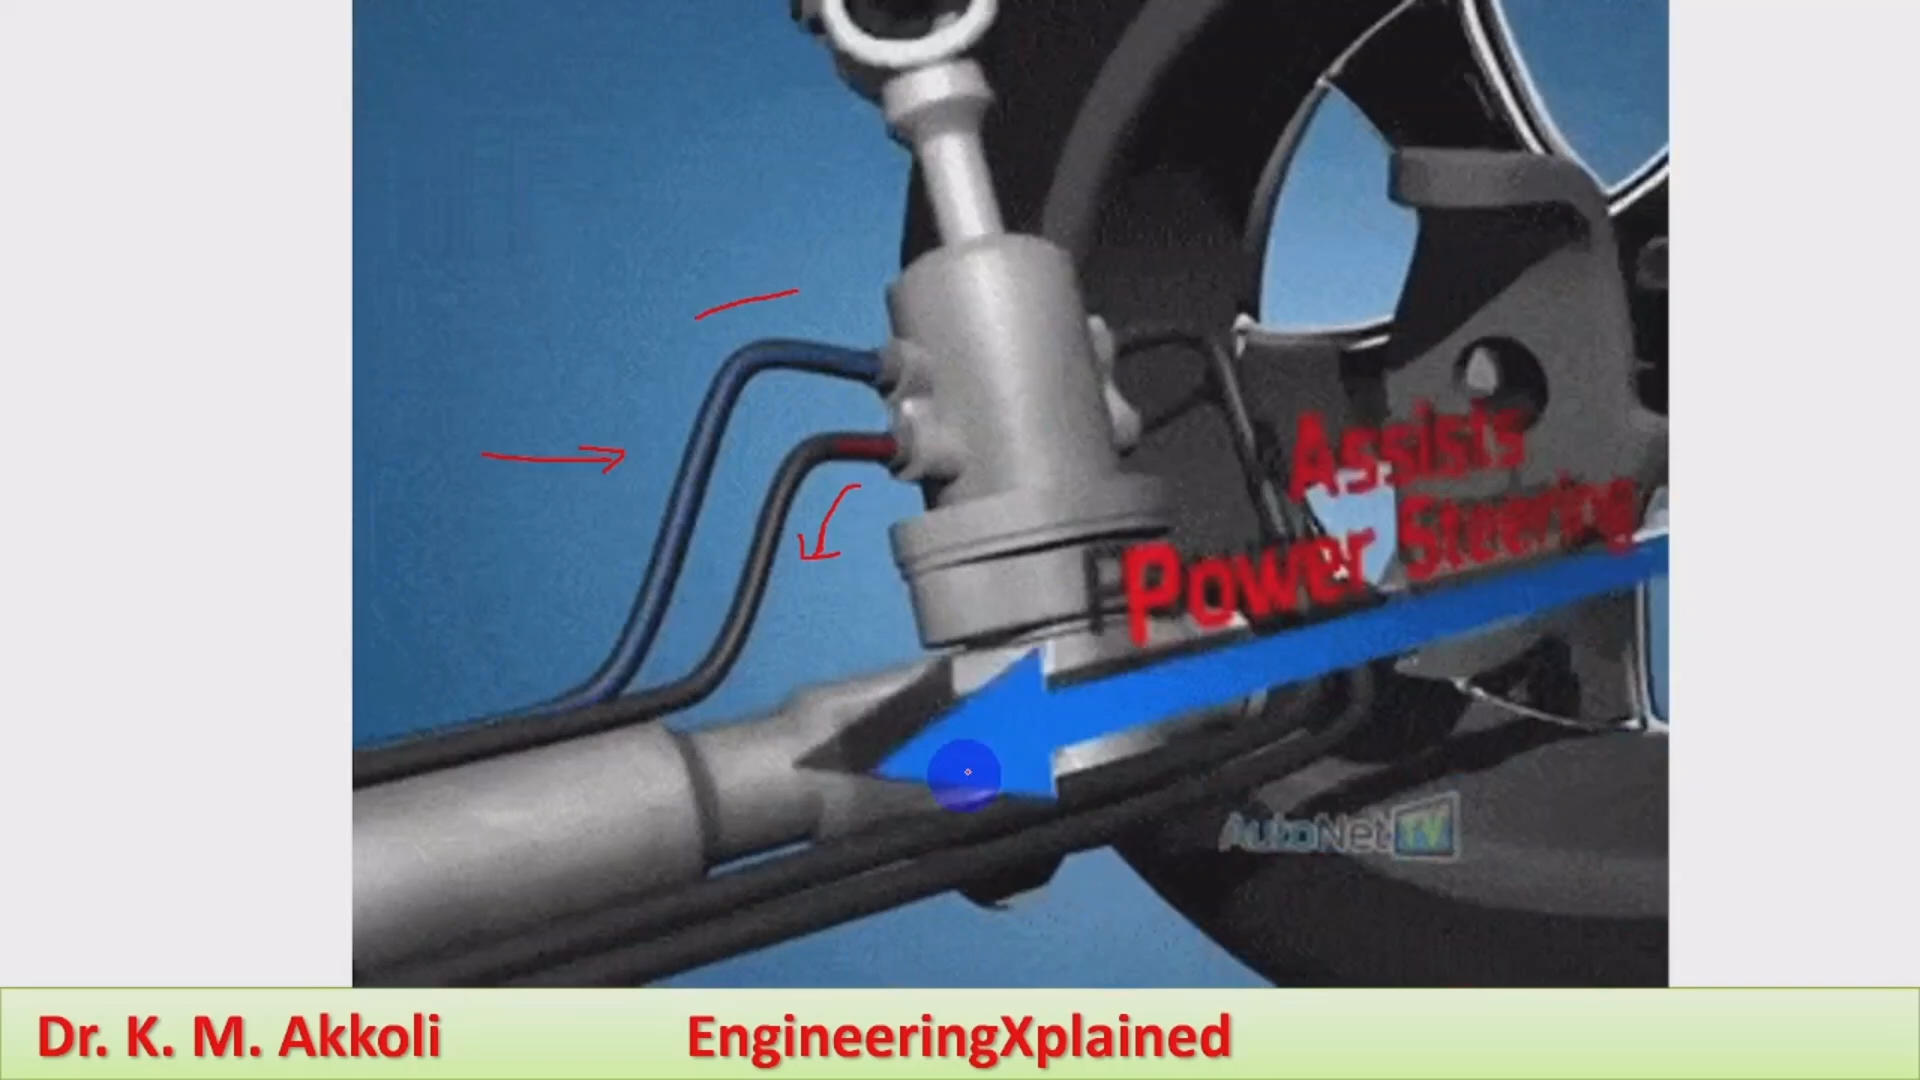 Assists
Power Steering
AutoNetTV
Dr. K. M. Akkoli
EngineeringXplained